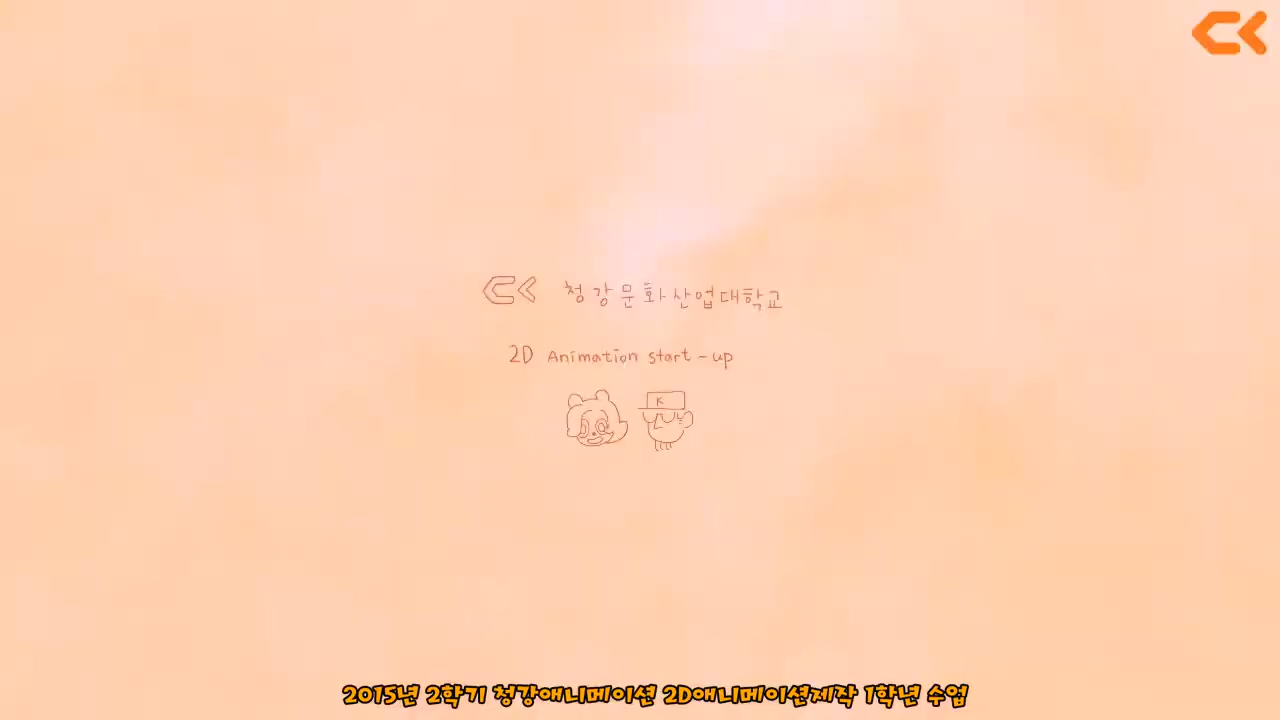 CK
CK 청강문화산업대학교
2D Animation start-up
K
2015년 2학기 청강애니메이션 2D애니메이션제작 1학년 수업